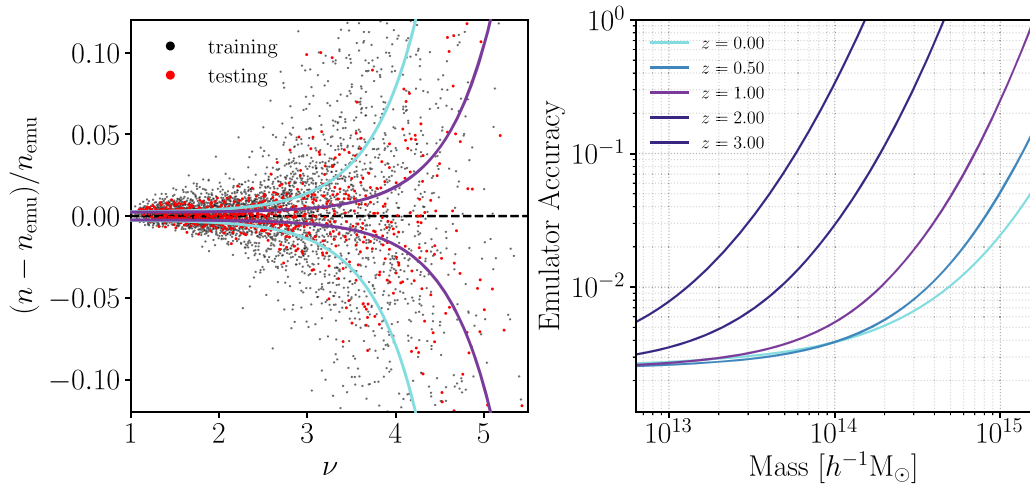 (n − n_emu)/n_emu
0.10
0.05
0.00
−0.05
−0.10
training
testing
1
2
3
4
5
ν
Emulator Accuracy
10^0
10^−1
10^−2
z = 0.00
z = 0.50
z = 1.00
z = 2.00
z = 3.00
10^13
10^14
10^15
Mass [h^−1M_⊙]